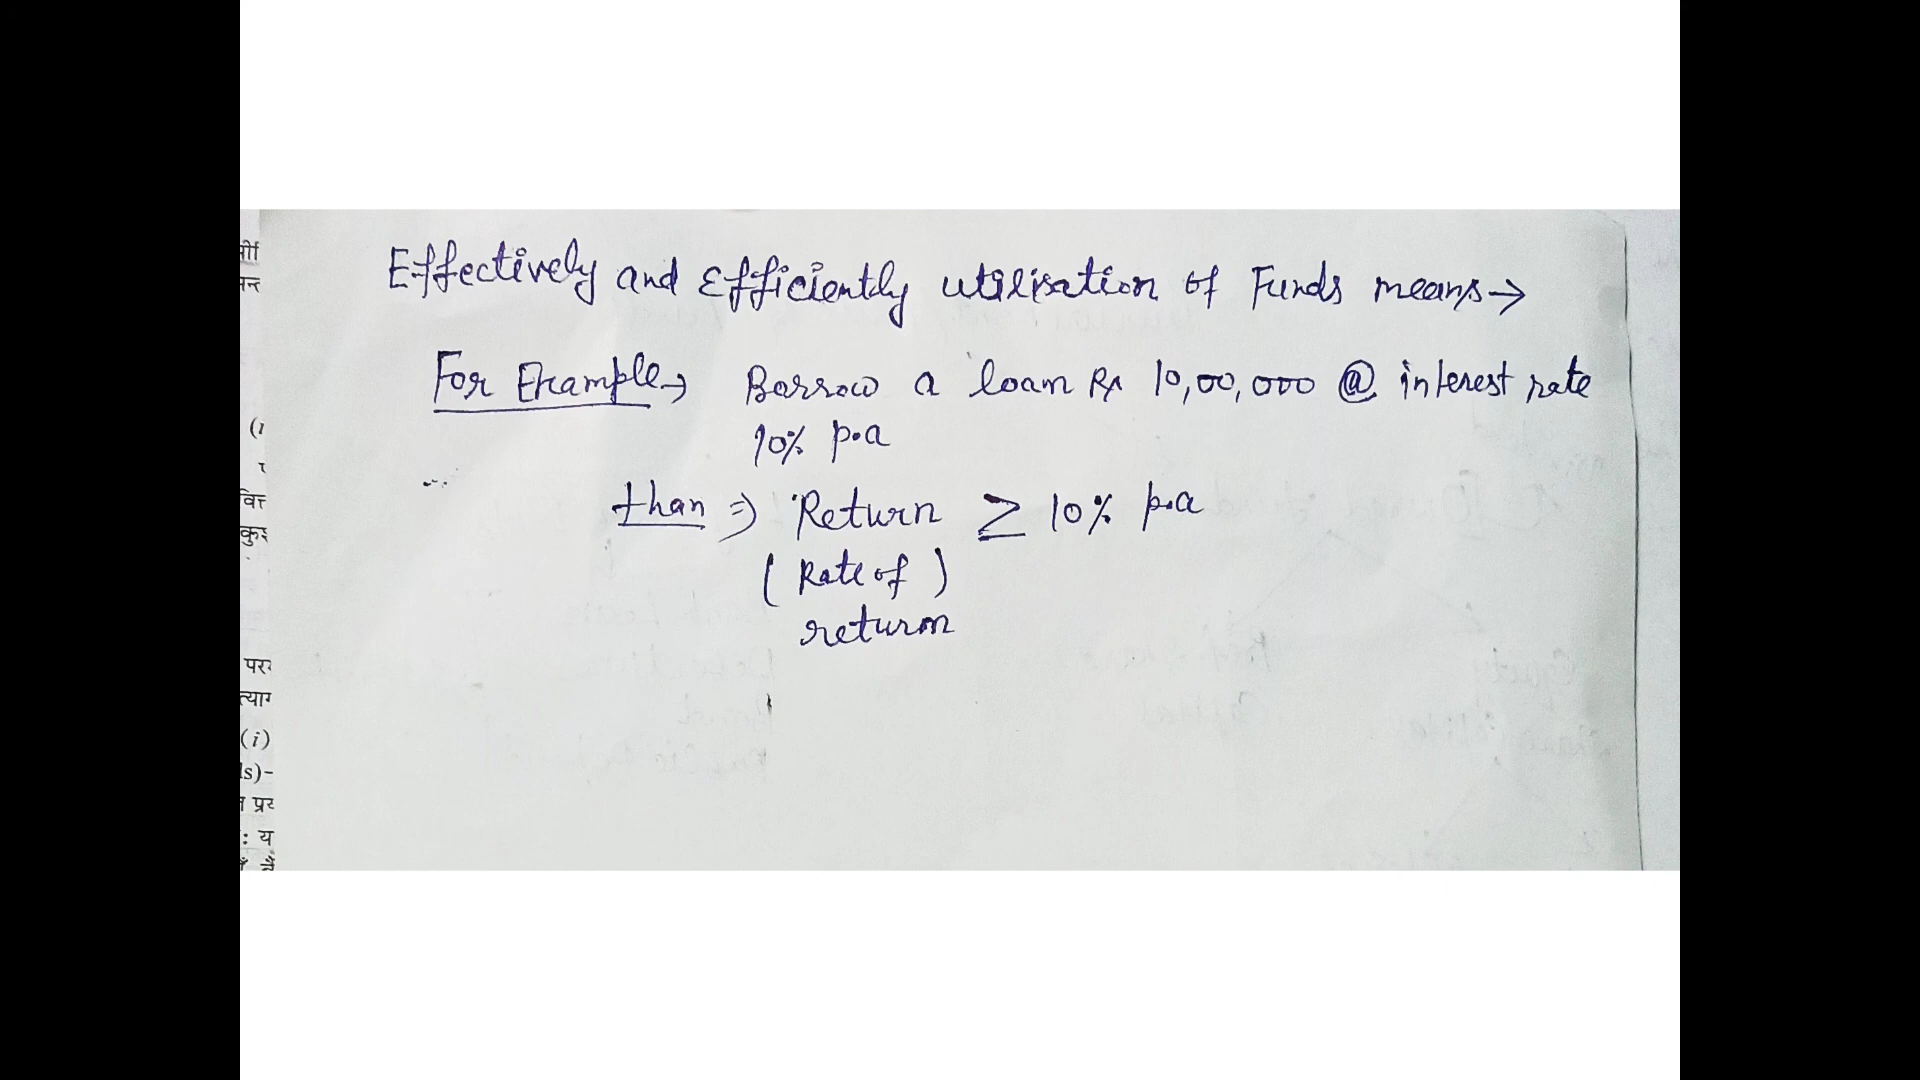 Effectively and Efficiently utilisation of Funds means→
For Example→ Borrow a loan Rs 10,00,000 @ interest rate
10% p.a
than ⇒ Return ≥ 10% p.a
(Rate of)
return
(i)